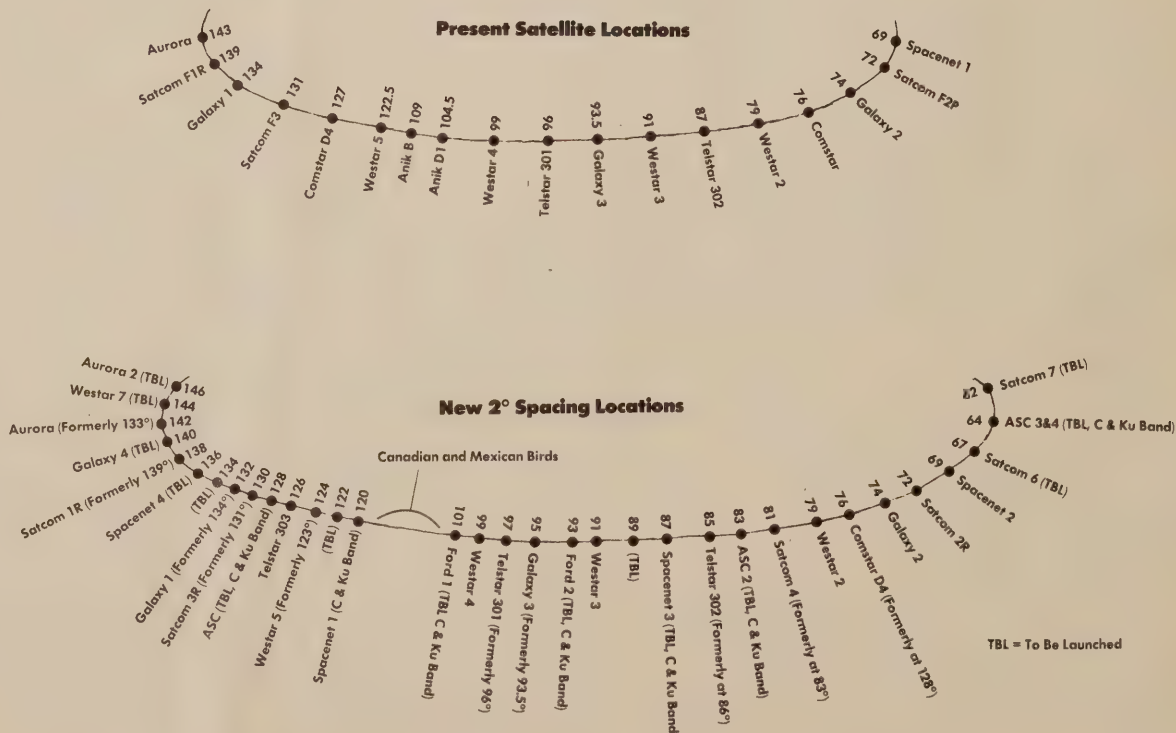 Present Satellite Locations
Aurora 143
Satcom F1R 139
Galaxy 1 134
Satcom F3 131
Comstar D4 127
Westar 5 122.5
Anik B 109
Anik D1 104.5
Westar 4 99
Telstar 301 96
Galaxy 3 93.5
Westar 3 91
Telstar 302 87
Westar 2 79
Comstar 76
Galaxy 2 74
Satcom F2P 72
Spacenet 1 69
New 2° Spacing Locations
Aurora 2 (TBL) 146
Westar 7 (TBL) 144
Aurora (Formerly 133°) 142
Galaxy 4 (TBL) 140
Satcom 1R (Formerly 139°) 138
Spacenet 4 (TBL) 136
(TBL) 134
Galaxy 1 (Formerly 134°) 132
Satcom 3R (Formerly 131°) 130
ASC (TBL, C & Ku Band) 128
Telstar 303 126
Westar 5 (Formerly 123°) 124
(TBL) 122
Spacenet 1 (C & Ku Band) 120
Canadian and Mexican Birds
Ford 1 (TBL C & Ku Band) 101
Westar 4 99
Telstar 301 (Formerly 96°) 97
Galaxy 3 (Formerly 93.5°) 95
Ford 2 (TBL, C & Ku Band) 93
Westar 3 91
(TBL) 89
Spacenet 3 (TBL, C & Ku Band 87
Telstar 302 (Formerly at 86°) 85
ASC 2 (TBL, C & Ku Band) 83
Satcom 4 (Formerly at 83°) 81
Westar 2 79
Comstar D4 (Formerly at 128°) 76
Galaxy 2 74
Satcom 2R 72
Spacenet 2 69
Satcom 6 (TBL) 67
ASC 3&4 (TBL, C & Ku Band) 64
Satcom 7 (TBL) 62
TBL = To Be Launched